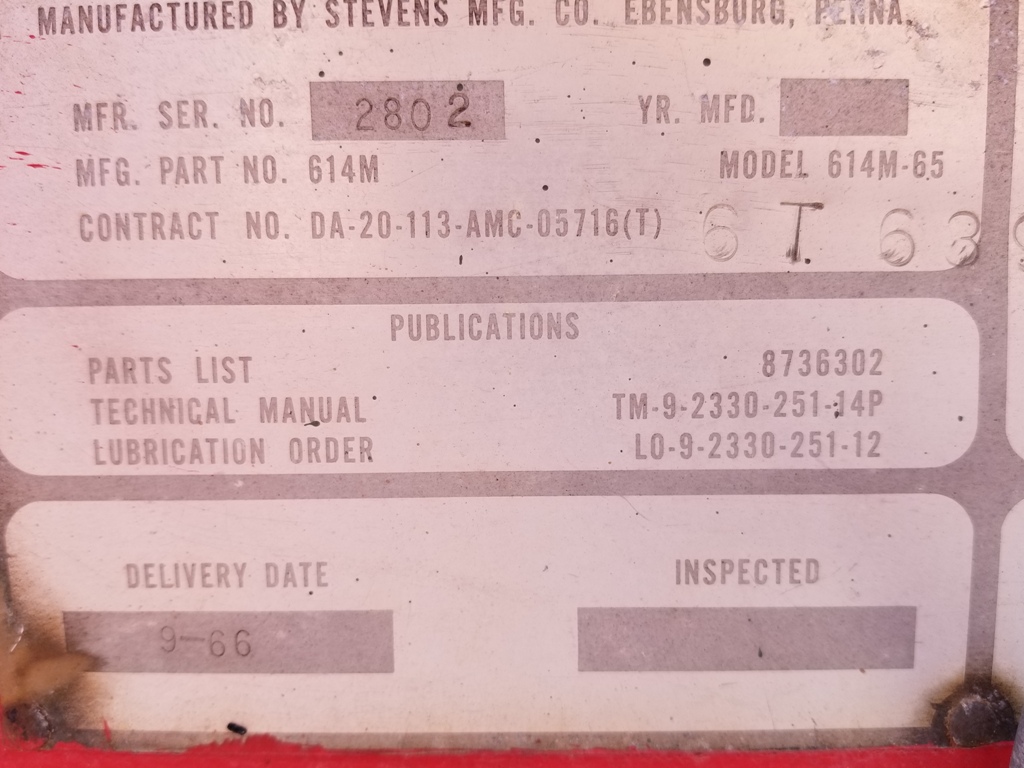 MANUFACTURED BY STEVENS MFG. CO. EBENSBURG, PENNA.
MFR. SER. NO. 2802 YR. MFD.
MFG. PART NO. 614M MODEL 614M-65
CONTRACT NO. DA-20-113-AMC-05716(T) 6 T 63
PUBLICATIONS
PARTS LIST 8736302
TECHNICAL MANUAL TM-9-2330-251-14P
LUBRICATION ORDER LO-9-2330-251-12
DELIVERY DATE INSPECTED
9-66